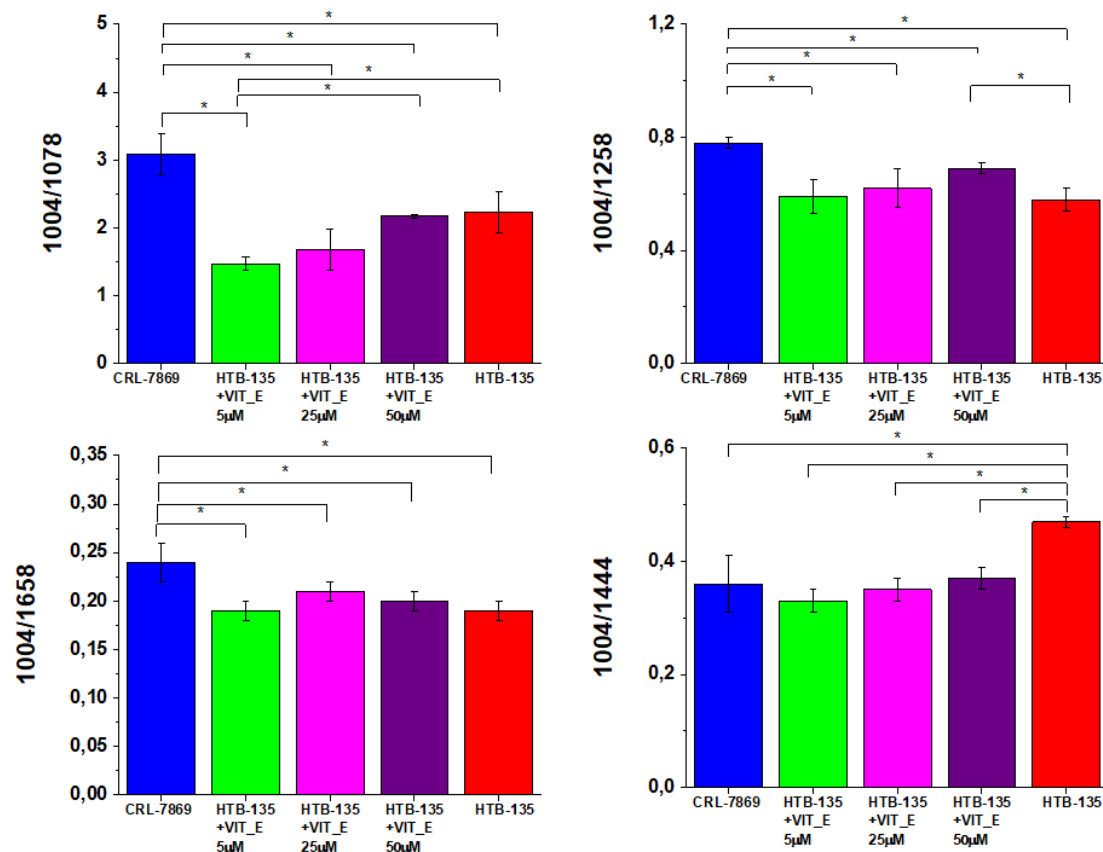 1004/1078
5
4
3
2
1
0
*
*
*
*
*
*
CRL-7869
HTB-135
+VIT_E
5µM
HTB-135
+VIT_E
25µM
HTB-135
+VIT_E
50µM
HTB-135
1004/1258
1,2
0,8
0,4
0,0
*
*
*
*
*
CRL-7869
HTB-135
+VIT_E
5µM
HTB-135
+VIT_E
25µM
HTB-135
+VIT_E
50µM
HTB-135
1004/1658
0,35
0,30
0,25
0,20
0,15
0,10
0,05
0,00
*
*
*
*
CRL-7869
HTB-135
+VIT_E
5µM
HTB-135
+VIT_E
25µM
HTB-135
+VIT_E
50µM
HTB-135
1004/1444
0,6
0,4
0,2
0,0
*
*
*
*
CRL-7869
HTB-135
+VIT_E
5µM
HTB-135
+VIT_E
25µM
HTB-135
+VIT_E
50µM
HTB-135